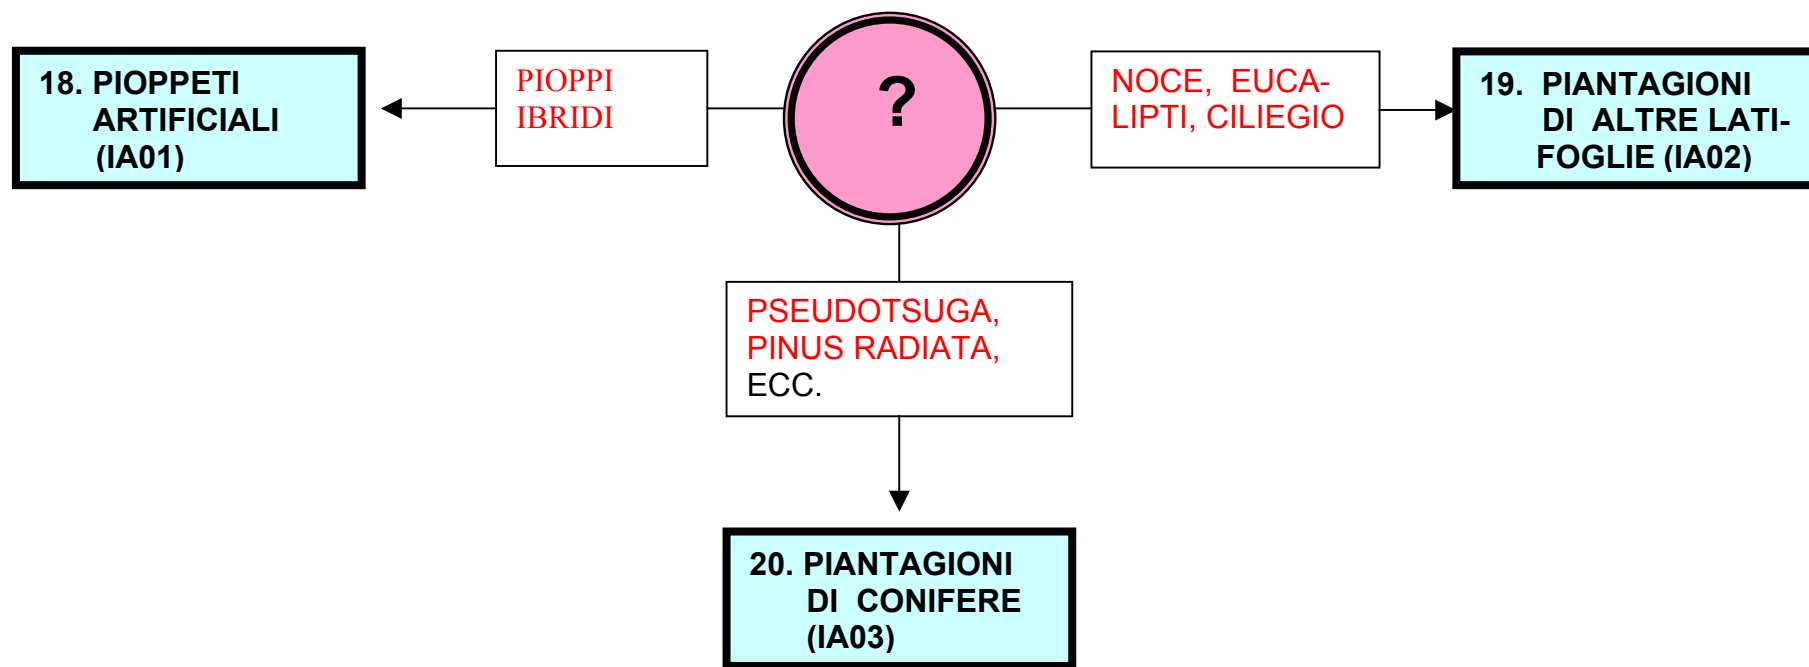 18. PIOPPETI
ARTIFICIALI
(IA01)
PIOPPI
IBRIDI
?
NOCE, EUCA-
LIPTI, CILIEGIO
19. PIANTAGIONI
DI ALTRE LATI-
FOGLIE (IA02)
PSEUDOTSUGA,
PINUS RADIATA,
ECC.
20. PIANTAGIONI
DI CONIFERE
(IA03)